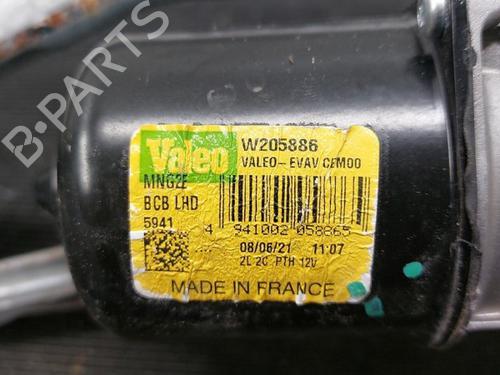 B-PARTS
Valeo
W205886
VALEO-EVAV CEMOO
MNG2E
BCB LHD
5941
4 941002 058865
08/06/21 11:07
2L 2C PTH 12V
MADE IN FRANCE